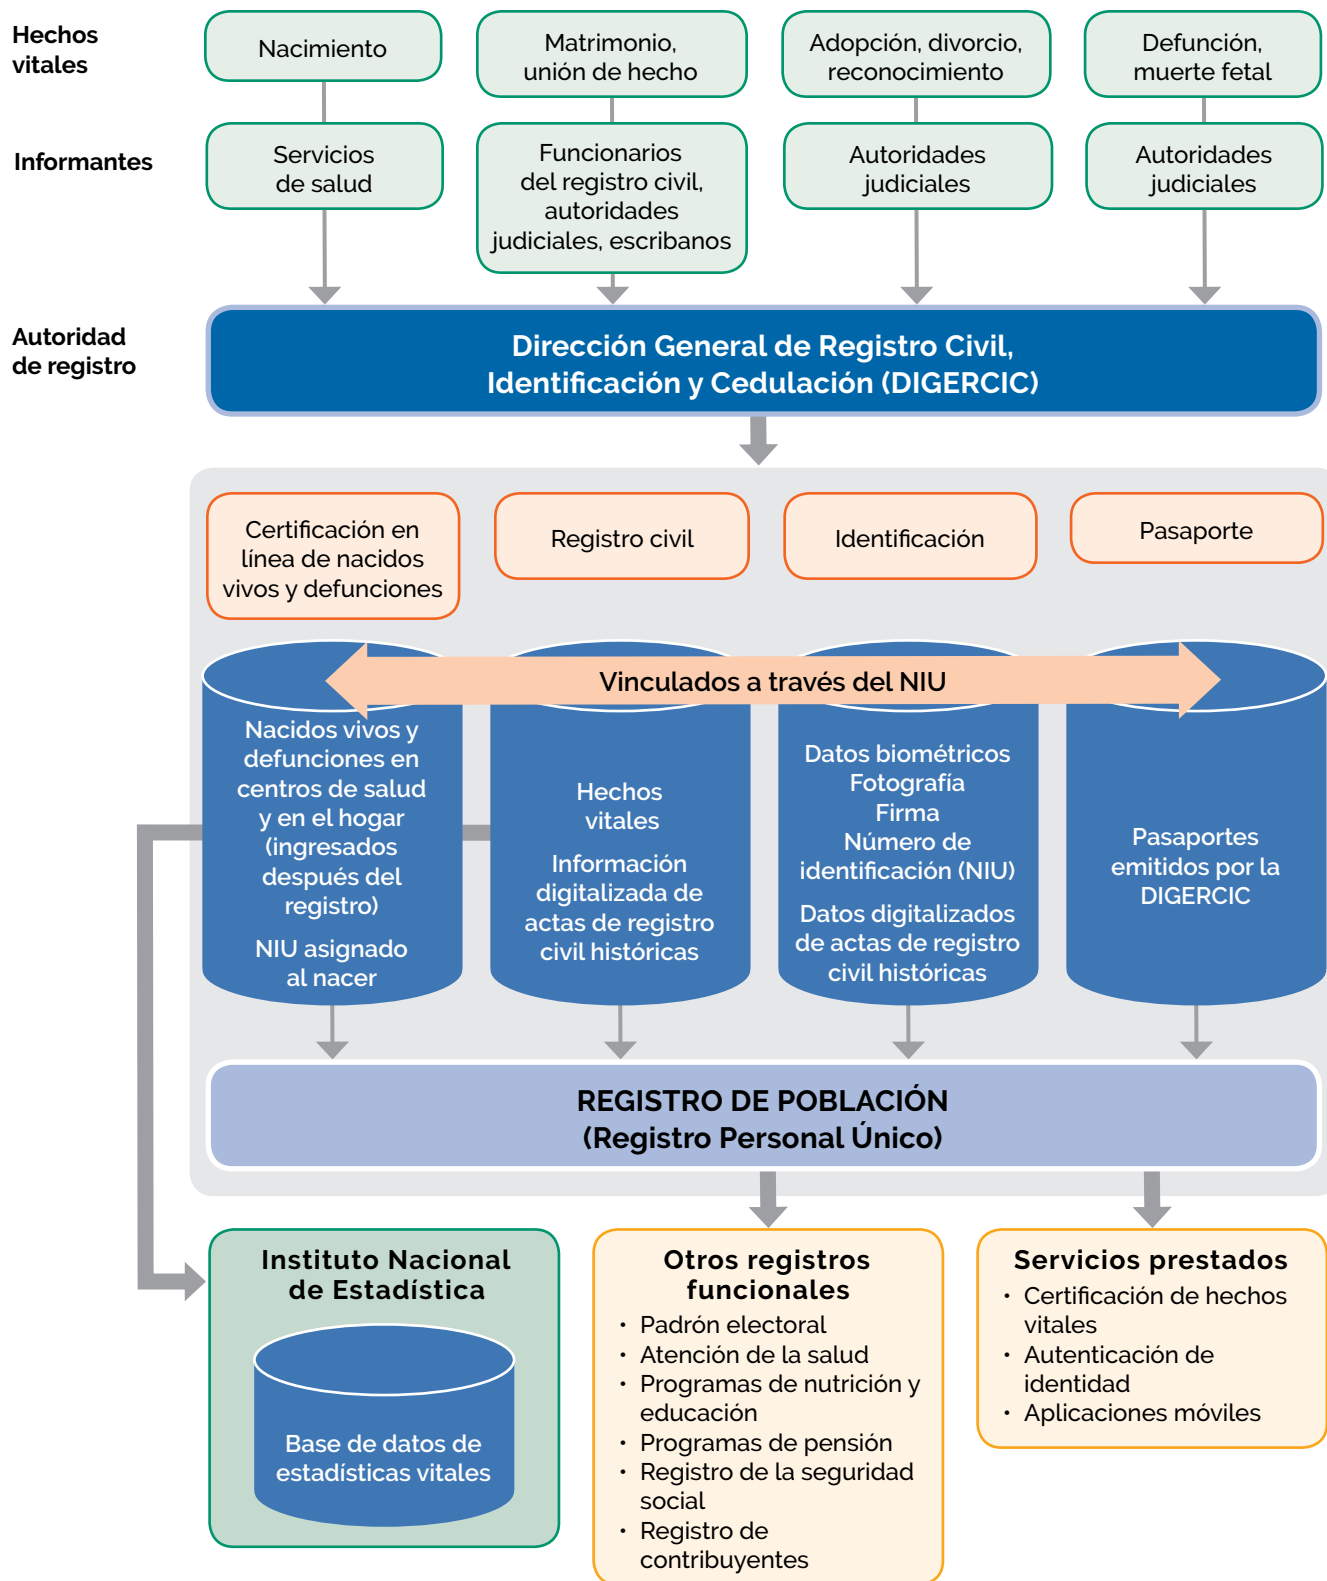 Hechos
vitales
Nacimiento
Matrimonio,
unión de hecho
Adopción, divorcio,
reconocimiento
Defunción,
muerte fetal
Informantes
Servicios
de salud
Funcionarios
del registro civil,
autoridades
judiciales, escribanos
Autoridades
judiciales
Autoridades
judiciales
Autoridad
de registro
Dirección General de Registro Civil,
Identificación y Cedulación (DIGERCIC)
Certificación en
línea de nacidos
vivos y defunciones
Registro civil
Identificación
Pasaporte
Vinculados a través del NIU
Nacidos vivos y
defunciones en
centros de salud
y en el hogar
(ingresados
después del
registro)
NIU asignado
al nacer
Hechos
vitales
Información
digitalizada de
actas de registro
civil históricas
Datos biométricos
Fotografía
Firma
Número de
identificación (NIU)
Datos digitalizados
de actas de registro
civil históricas
Pasaportes
emitidos por la
DIGERCIC
REGISTRO DE POBLACIÓN
(Registro Personal Único)
Instituto Nacional
de Estadística
Base de datos de
estadísticas vitales
Otros registros
funcionales
• Padrón electoral
• Atención de la salud
• Programas de nutrición y
educación
• Programas de pensión
• Registro de la seguridad
social
• Registro de
contribuyentes
Servicios prestados
• Certificación de hechos
vitales
• Autenticación de
identidad
• Aplicaciones móviles